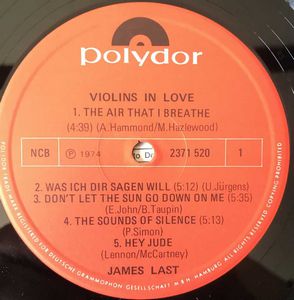 polydor
VIOLINS IN LOVE
1. THE AIR THAT I BREATHE
(4:39) (A.Hammond/M.Hazlewood)
NCB
Ⓟ 1974
to Dr
2371 520
1
2. WAS ICH DIR SAGEN WILL (5:12) (U.Jürgens)
3. DON'T LET THE SUN GO DOWN ON ME (5:35)
(E.John/B.Taupin)
4. THE SOUNDS OF SILENCE (5:13)
(P.Simon)
5. HEY JUDE
(Lennon/McCartney)
JAMES LAST